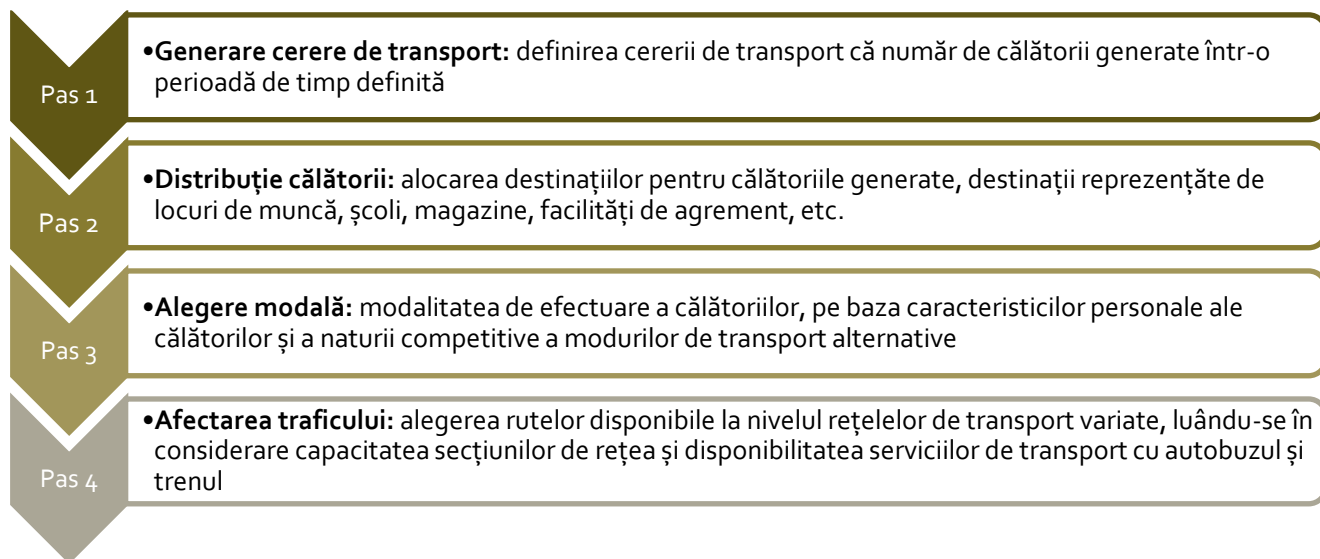 Pas 1
•Generare cerere de transport: definirea cererii de transport că număr de călătorii generate într-o
perioadă de timp definită
Pas 2
•Distribuție călătorii: alocarea destinațiilor pentru călătoriile generate, destinații reprezențăte de
locuri de muncă, școli, magazine, facilități de agrement, etc.
Pas 3
•Alegere modală: modalitatea de efectuare a călătoriilor, pe baza caracteristicilor personale ale
călătorilor și a naturii competitive a modurilor de transport alternative
Pas 4
•Afectarea traficului: alegerea rutelor disponibile la nivelul rețelelor de transport variate, luându-se în
considerare capacitatea secțiunilor de rețea și disponibilitatea serviciilor de transport cu autobuzul și
trenul